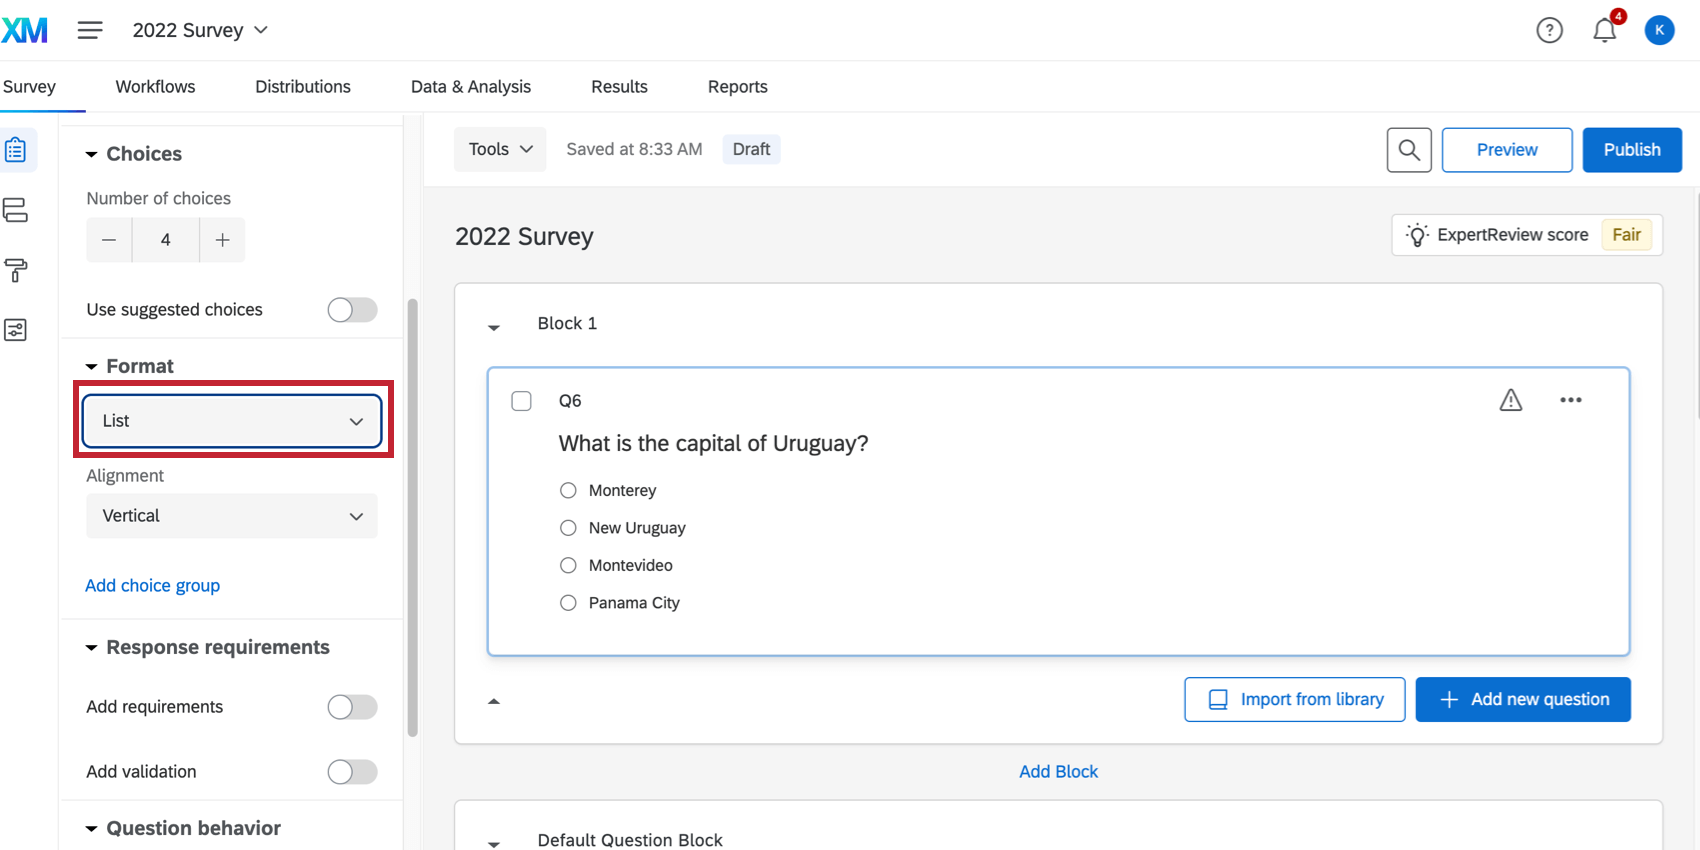 XM
2022 Survey
?
4
K
Survey
Workflows
Distributions
Data & Analysis
Results
Reports
Choices
Number of choices
4
Use suggested choices
Format
List
Alignment
Vertical
Add choice group
Response requirements
Add requirements
Add validation
Question behavior
Tools
Saved at 8:33 AM
Draft
Preview
Publish
2022 Survey
ExpertReview score
Fair
Block 1
Q6
What is the capital of Uruguay?
Monterey
New Uruguay
Montevideo
Panama City
Import from library
Add new question
Add Block
Default Question Block